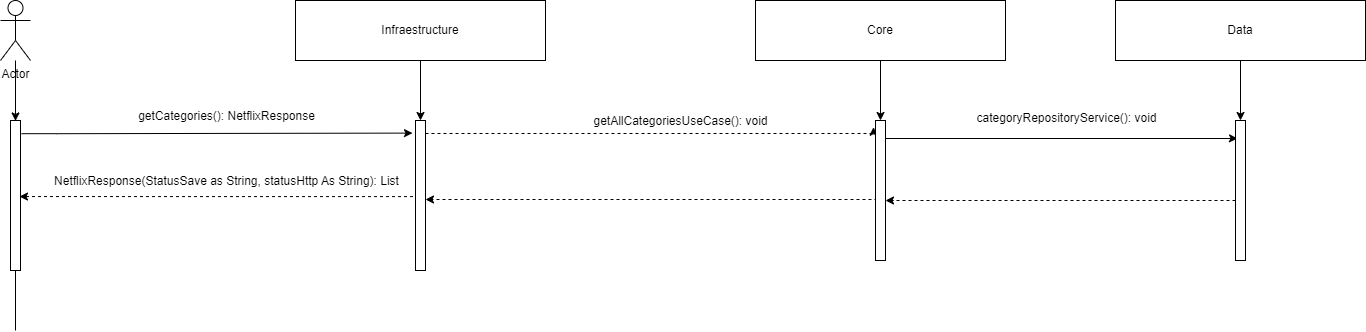 Infraestructure
Core
Data
Actor
getCategories(): NetflixResponse
getAllCategoriesUseCase(): void
categoryRepositoryService(): void
NetflixResponse(StatusSave as String, statusHttp As String): List